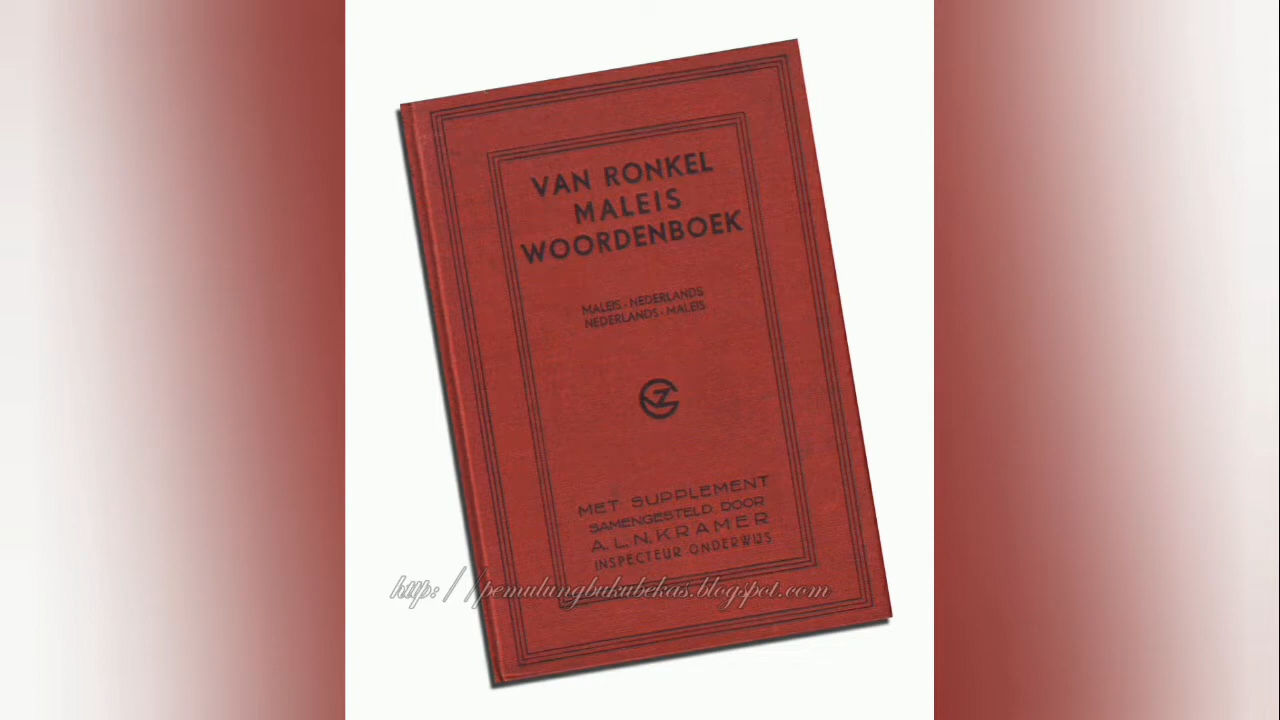 VAN RONKEL
MALEIS
WOORDENBOEK
MALEIS - NEDERLANDS
NEDERLANDS - MALEIS
MET SUPPLEMENT
SAMENGESTELD DOOR
A. L. N. KRAMER
INSPECTEUR ONDERWIJS
http://pemulungbukubekas.blogspot.com